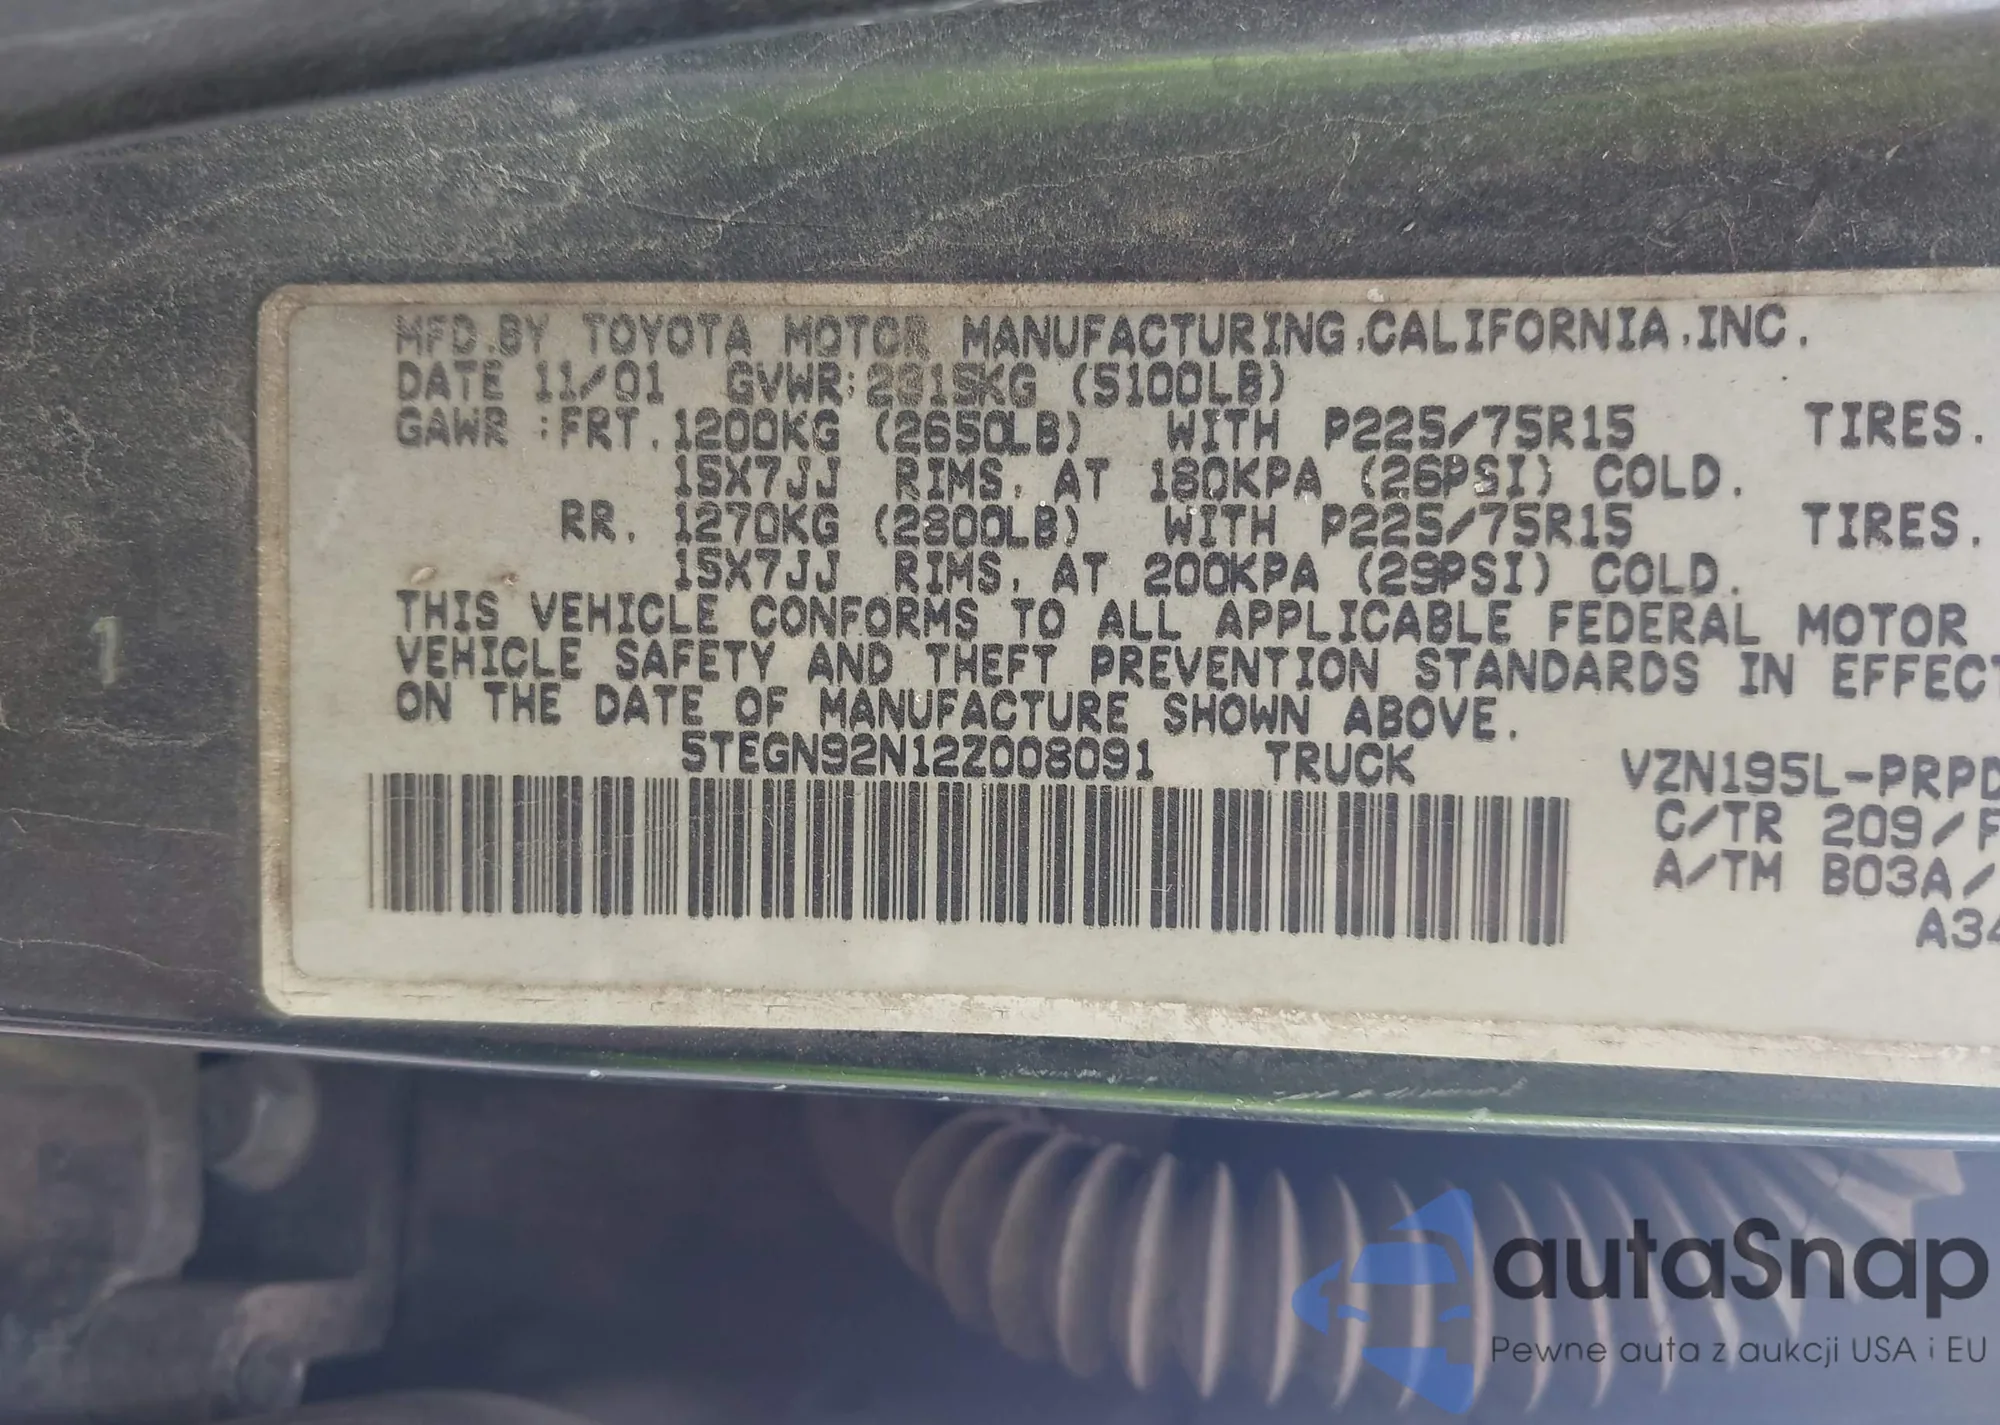 MFD.BY TOYOTA MOTOR MANUFACTURING,CALIFORNIA,INC.
DATE 11/01 GVWR:2315KG (5100LB)
GAWR :FRT. 1200KG (2650LB) WITH P225/75R15 TIRES.
15X7JJ RIMS, AT 180KPA (26PSI) COLD.
RR. 1270KG (2800LB) WITH P225/75R15 TIRES.
15X7JJ RIMS, AT 200KPA (29PSI) COLD.
THIS VEHICLE CONFORMS TO ALL APPLICABLE FEDERAL MOTOR
VEHICLE SAFETY AND THEFT PREVENTION STANDARDS IN EFFECT
ON THE DATE OF MANUFACTURE SHOWN ABOVE.
5TEGN92N12Z008091 TRUCK VZN195L-PRPD
C/TR 209/F
A/TM B03A/
A34
1
autaSnap
Pewne auta z aukcji USA i EU